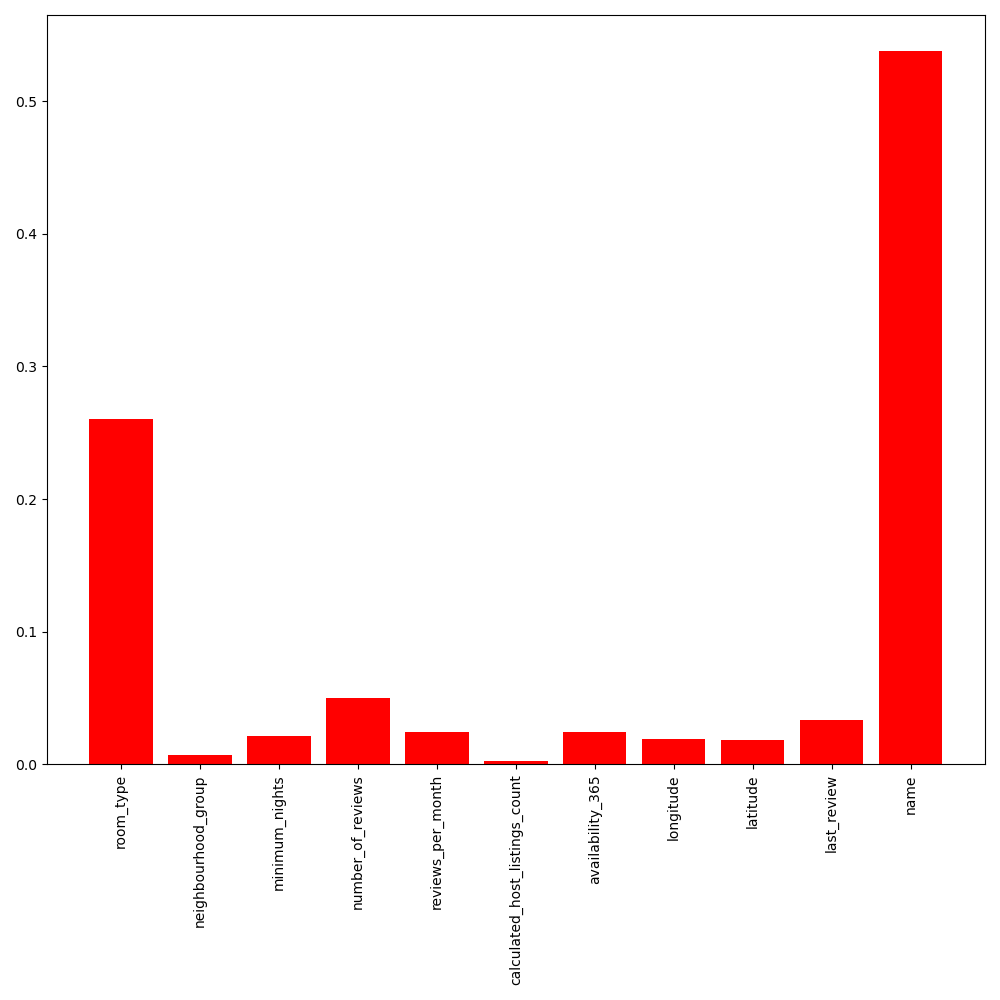 0.5
0.4
0.3
0.2
0.1
0.0
room_type
neighbourhood_group
minimum_nights
number_of_reviews
reviews_per_month
calculated_host_listings_count
availability_365
longitude
latitude
last_review
name